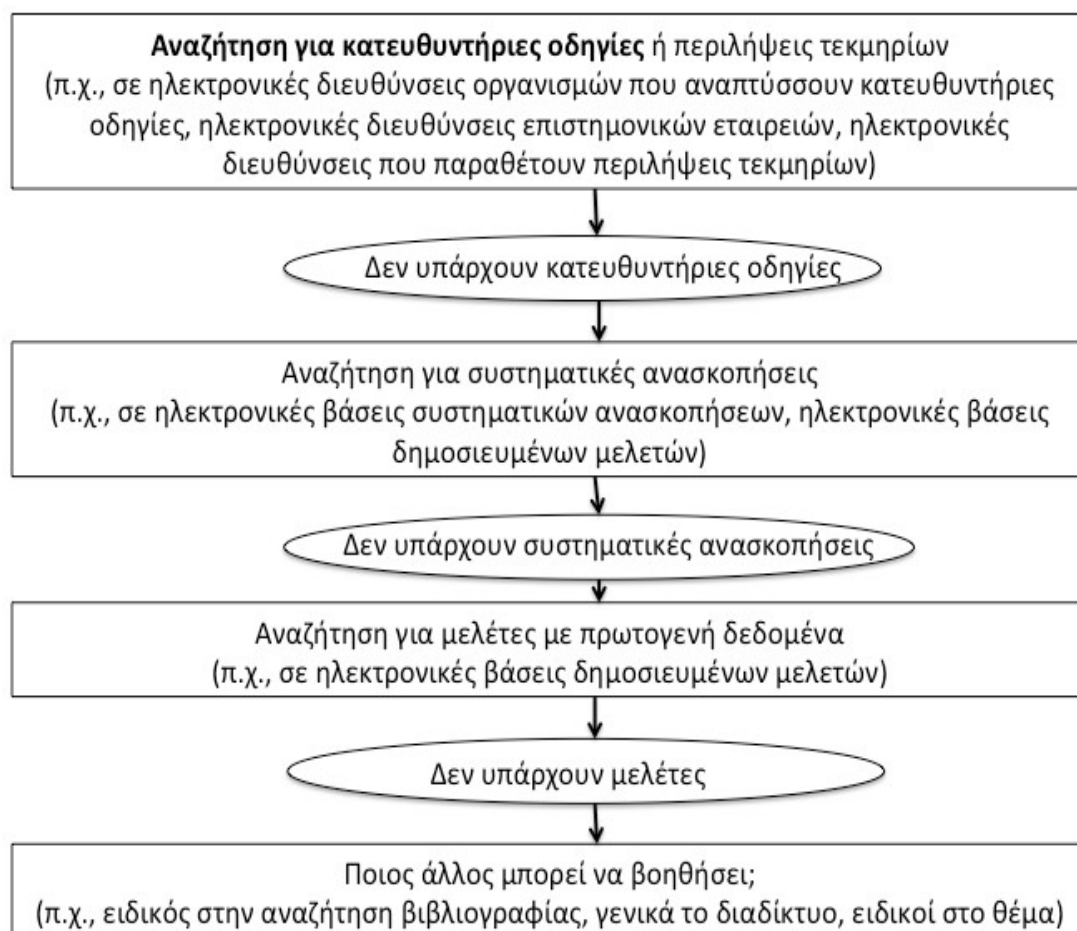 Αναζήτηση για κατευθυντήριες οδηγίες ή περιλήψεις τεκμηρίων
(π.χ., σε ηλεκτρονικές διευθύνσεις οργανισμών που αναπτύσσουν κατευθυντήριες
οδηγίες, ηλεκτρονικές διευθύνσεις επιστημονικών εταιρειών, ηλεκτρονικές
διευθύνσεις που παραθέτουν περιλήψεις τεκμηρίων)
Δεν υπάρχουν κατευθυντήριες οδηγίες
Αναζήτηση για συστηματικές ανασκοπήσεις
(π.χ., σε ηλεκτρονικές βάσεις συστηματικών ανασκοπήσεων, ηλεκτρονικές βάσεις
δημοσιευμένων μελετών)
Δεν υπάρχουν συστηματικές ανασκοπήσεις
Αναζήτηση για μελέτες με πρωτογενή δεδομένα
(π.χ., σε ηλεκτρονικές βάσεις δημοσιευμένων μελετών)
Δεν υπάρχουν μελέτες
Ποιος άλλος μπορεί να βοηθήσει;
(π.χ., ειδικός στην αναζήτηση βιβλιογραφίας, γενικά το διαδίκτυο, ειδικοί στο θέμα)